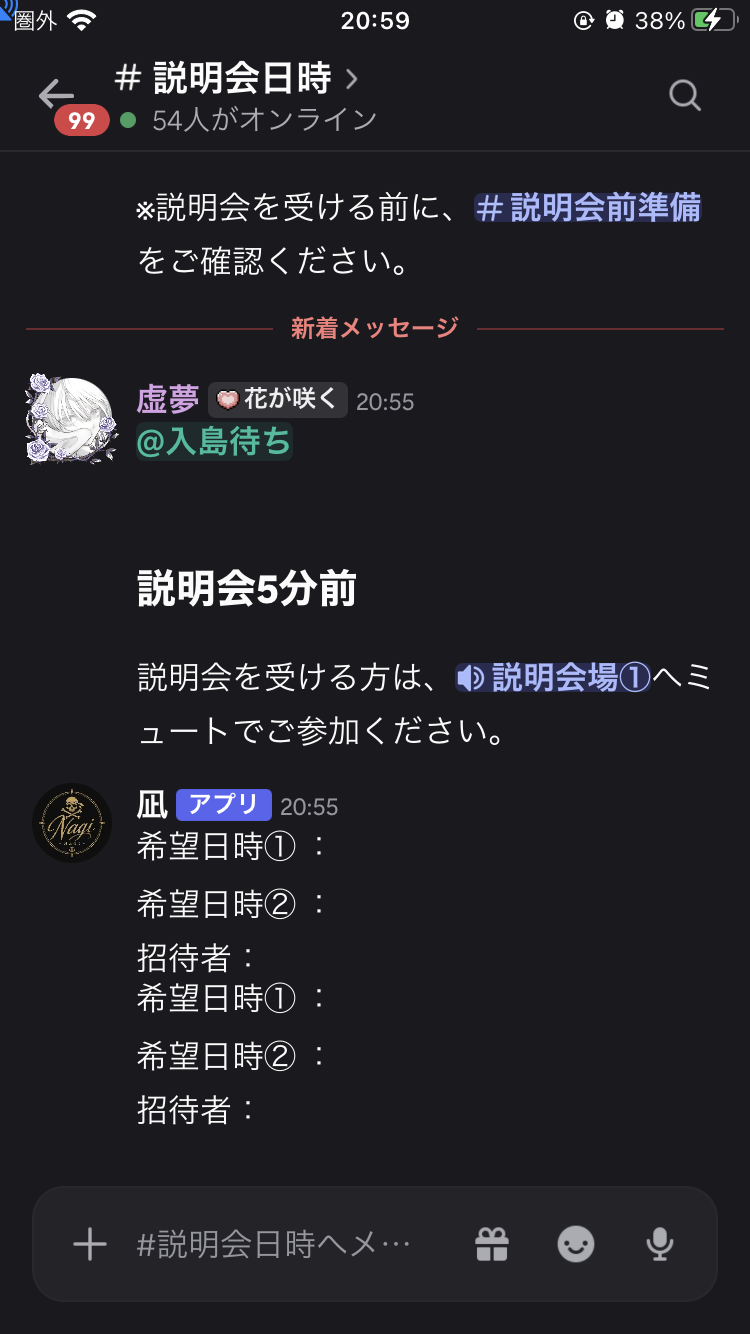 圏外 20:59 38%
# 説明会日時 >
99 54人がオンライン
※説明会を受ける前に、# 説明会前準備
をご確認ください。
新着メッセージ
虚夢 花が咲く 20:55
@入島待ち
説明会5分前
説明会を受ける方は、説明会場①へミ
ュートでご参加ください。
凪 アプリ 20:55
Nagi
希望日時①：
希望日時②：
招待者：
希望日時①：
希望日時②：
招待者：
#説明会日時へメ…